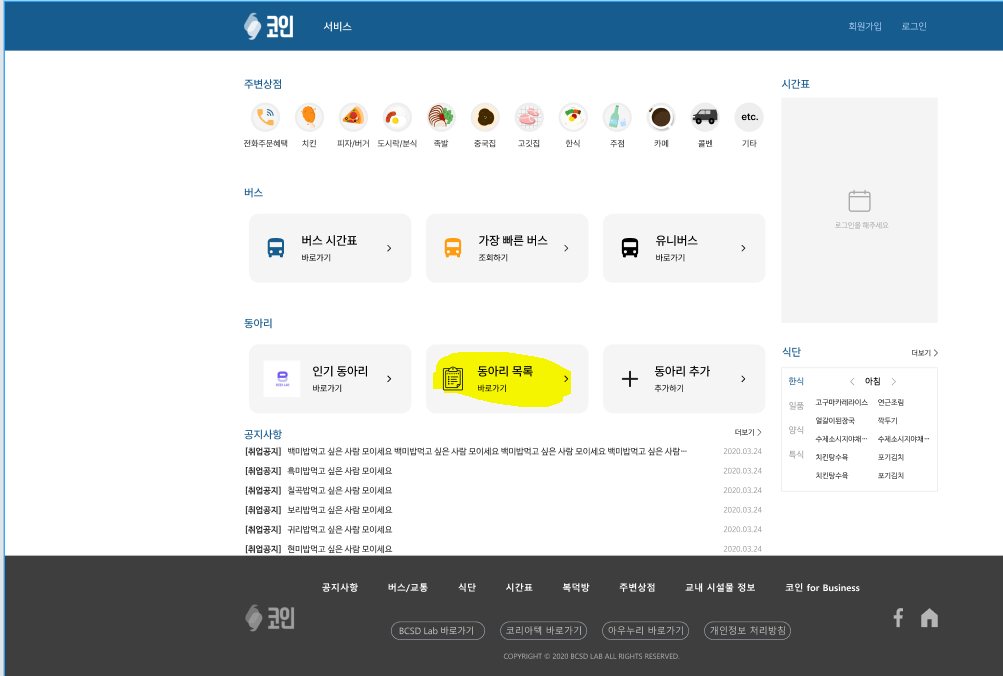 코인 서비스 회원가입 로그인
주변상점
전화주문혜택 치킨 피자/버거 도시락/분식 족발 중국집 고깃집 한식 주점 카페 콜벤 기타
etc.
버스
버스 시간표
바로가기
가장 빠른 버스
조회하기
유니버스
바로가기
동아리
BCSD LAB
인기 동아리
바로가기
동아리 목록
바로가기
동아리 추가
추가하기
공지사항 더보기
[취업공지] 백미밥먹고 싶은 사람 모이세요 백미밥먹고 싶은 사람 모이세요 백미밥먹고 싶은 사람 모이세요 백미밥먹고 싶은 사람… 2020.03.24
[취업공지] 흑미밥먹고 싶은 사람 모이세요 2020.03.24
[취업공지] 칠곡밥먹고 싶은 사람 모이세요 2020.03.24
[취업공지] 보리밥먹고 싶은 사람 모이세요 2020.03.24
[취업공지] 귀리밥먹고 싶은 사람 모이세요 2020.03.24
[취업공지] 현미밥먹고 싶은 사람 모이세요 2020.03.24
시간표
로그인을 해주세요
식단 더보기
한식
일품
양식
특식
아침
고구마카레라이스 연근조림
얼갈이된장국 깍두기
수제소시지야채… 수제소시지야채…
치킨탕수육 포기김치
치킨탕수육 포기김치
공지사항 버스/교통 식단 시간표 복덕방 주변상점 교내 시설물 정보 코인 for Business
코인
BCSD Lab 바로가기 코리아텍 바로가기 아우누리 바로가기 개인정보 처리방침
COPYRIGHT © 2020 BCSD LAB ALL RIGHTS RESERVED.